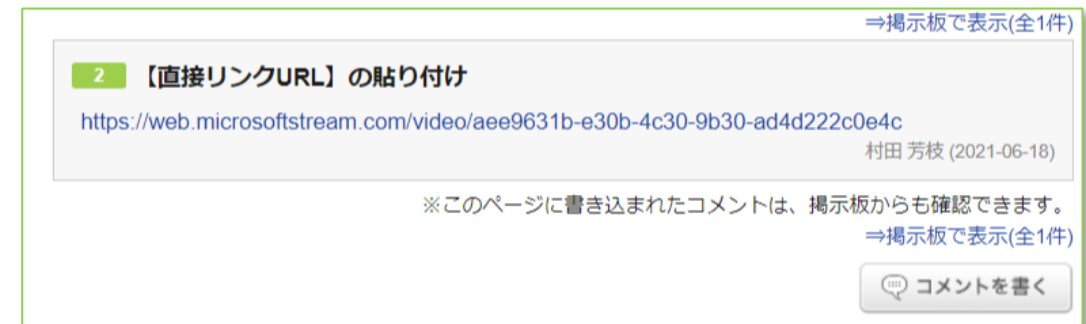 ⇒掲示板で表示(全1件)
2 【直接リンクURL】の貼り付け
https://web.microsoftstream.com/video/aee9631b-e30b-4c30-9b30-ad4d222c0e4c
村田 芳枝 (2021-06-18)
※このページに書き込まれたコメントは、掲示板からも確認できます。
⇒掲示板で表示(全1件)
コメントを書く